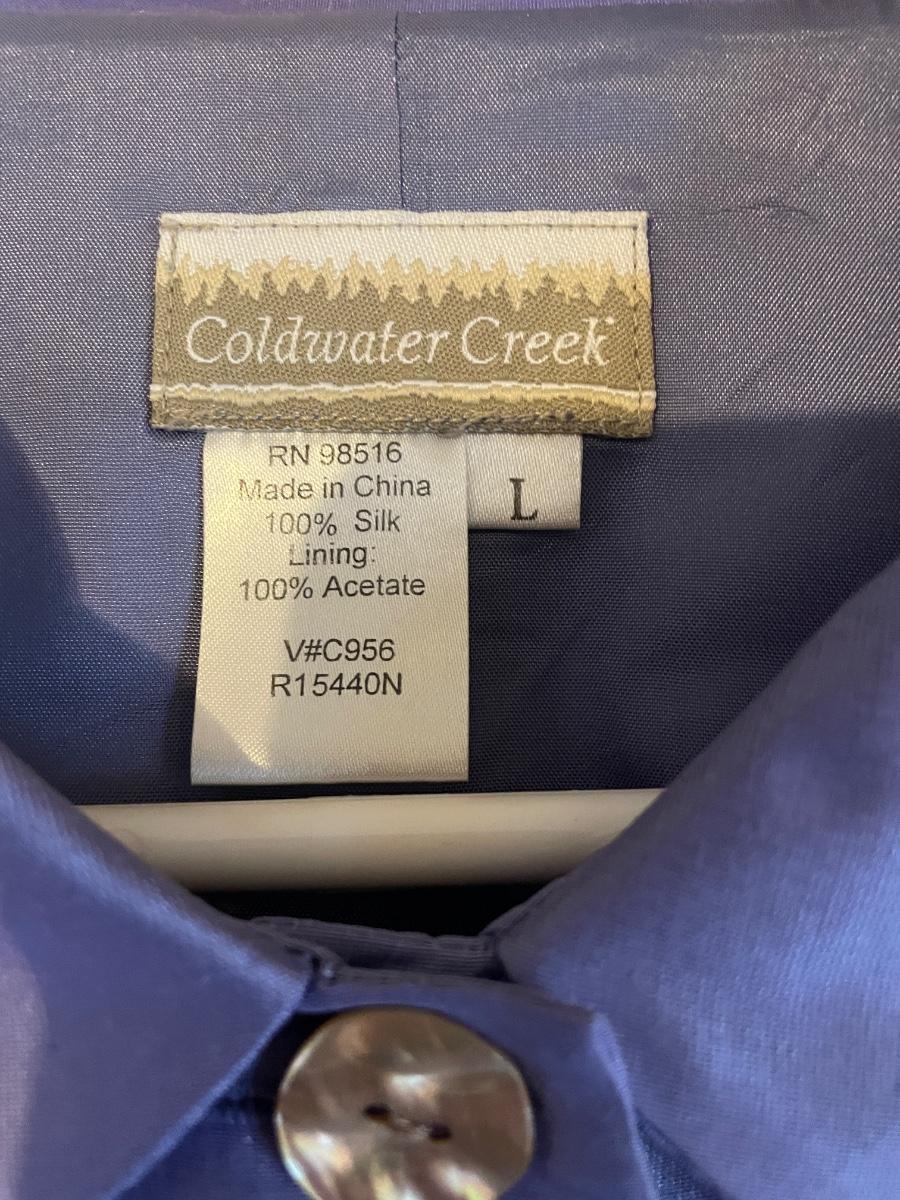 Coldwater Creek
RN 98516
Made in China
100% Silk
Lining:
100% Acetate
V#C956
R15440N
L